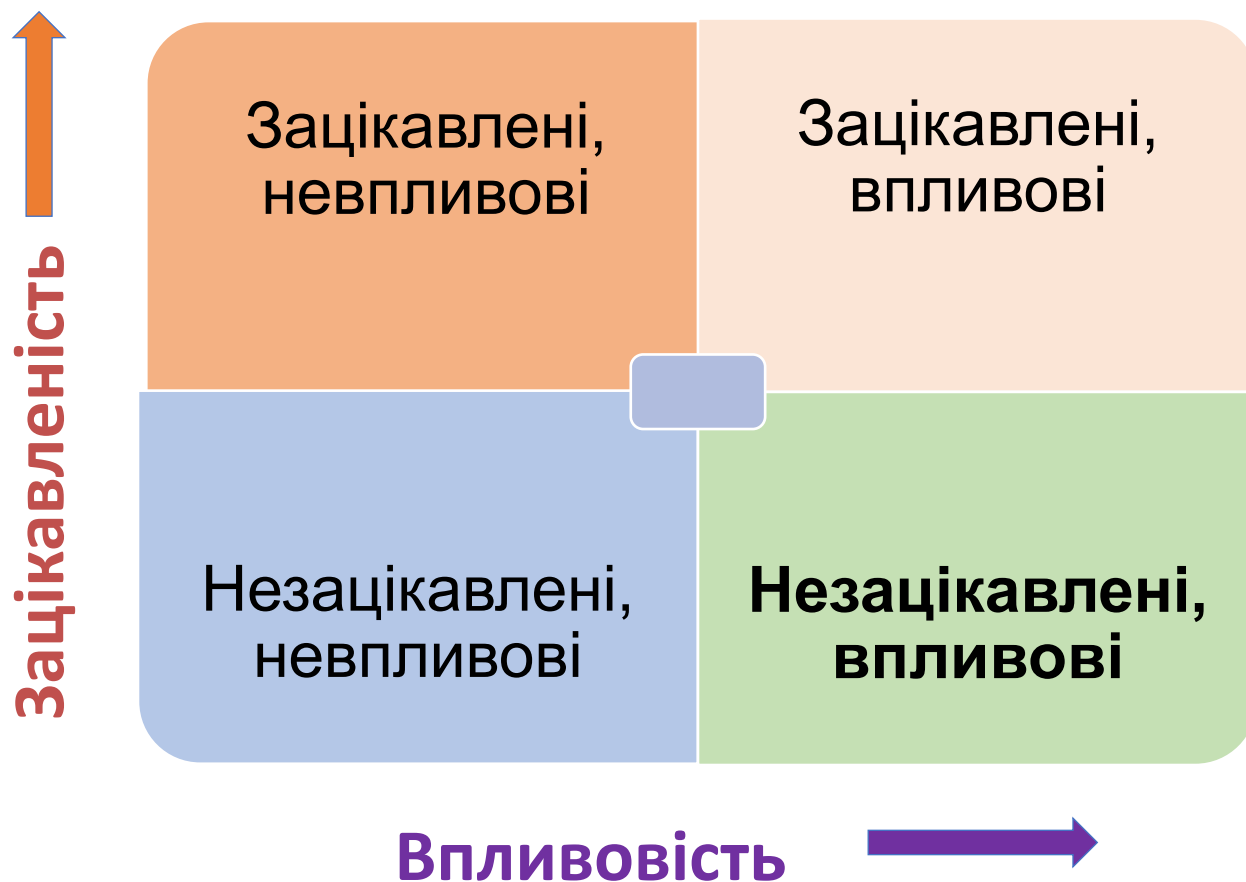 Зацікавлені,
невпливові
Зацікавлені,
впливові
Зацікавленість
Незацікавлені,
невпливові
Незацікавлені,
впливові
Впливовість